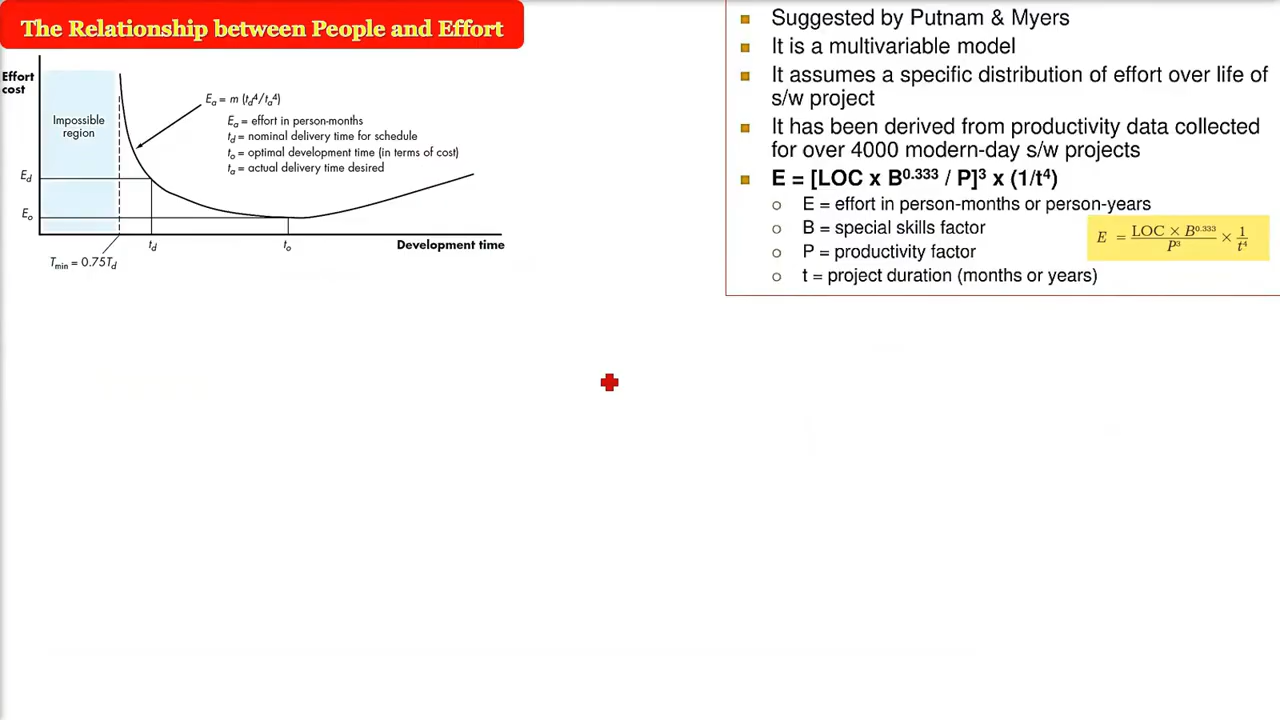 The Relationship between People and Effort
Effort
cost
Impossible
region
Ea = m (td⁴/ta⁴)
Ea = effort in person-months
td = nominal delivery time for schedule
to = optimal development time (in terms of cost)
ta = actual delivery time desired
Ed
Eo
td
to
Development time
Tmin = 0.75Td
Suggested by Putnam & Myers
It is a multivariable model
It assumes a specific distribution of effort over life of
s/w project
It has been derived from productivity data collected
for over 4000 modern-day s/w projects
E = [LOC x B0.333 / P]³ x (1/t⁴)
E = effort in person-months or person-years
B = special skills factor
P = productivity factor
t = project duration (months or years)
E = LOC × B0.333 / P³ × 1 / t⁴